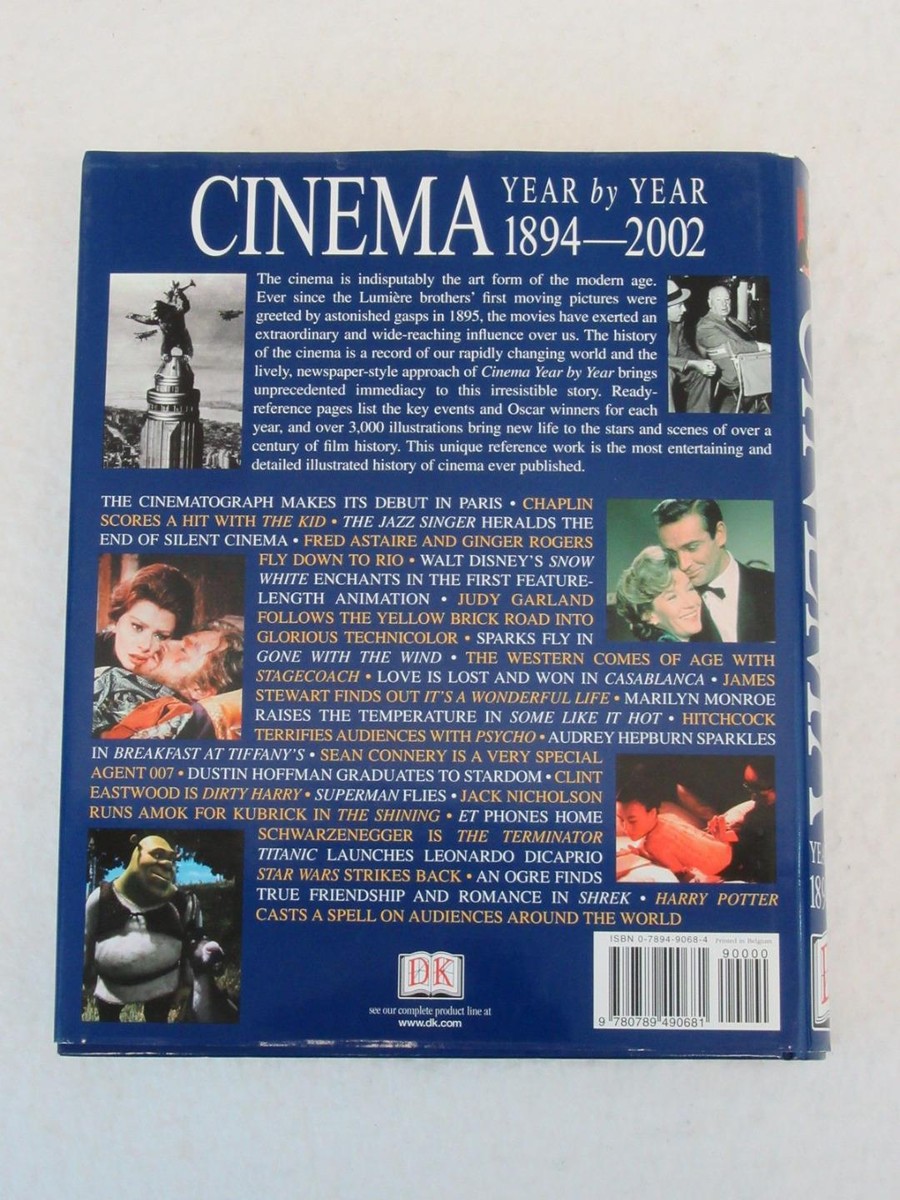 CINEMA YEAR by YEAR
1894—2002
The cinema is indisputably the art form of the modern age.
Ever since the Lumière brothers' first moving pictures were
greeted by astonished gasps in 1895, the movies have exerted an
extraordinary and wide-reaching influence over us. The history
of the cinema is a record of our rapidly changing world and the
lively, newspaper-style approach of Cinema Year by Year brings
unprecedented immediacy to this irresistible story. Ready-
reference pages list the key events and Oscar winners for each
year, and over 3,000 illustrations bring new life to the stars and scenes of over a
century of film history. This unique reference work is the most entertaining and
detailed illustrated history of cinema ever published.
THE CINEMATOGRAPH MAKES ITS DEBUT IN PARIS • CHAPLIN
SCORES A HIT WITH THE KID • THE JAZZ SINGER HERALDS THE
END OF SILENT CINEMA • FRED ASTAIRE AND GINGER ROGERS
FLY DOWN TO RIO • WALT DISNEY'S SNOW
WHITE ENCHANTS IN THE FIRST FEATURE-
LENGTH ANIMATION • JUDY GARLAND
FOLLOWS THE YELLOW BRICK ROAD INTO
GLORIOUS TECHNICOLOR • SPARKS FLY IN
GONE WITH THE WIND • THE WESTERN COMES OF AGE WITH
STAGECOACH • LOVE IS LOST AND WON IN CASABLANCA • JAMES
STEWART FINDS OUT IT'S A WONDERFUL LIFE • MARILYN MONROE
RAISES THE TEMPERATURE IN SOME LIKE IT HOT • HITCHCOCK
TERRIFIES AUDIENCES WITH PSYCHO • AUDREY HEPBURN SPARKLES
IN BREAKFAST AT TIFFANY'S • SEAN CONNERY IS A VERY SPECIAL
AGENT 007 • DUSTIN HOFFMAN GRADUATES TO STARDOM • CLINT
EASTWOOD IS DIRTY HARRY • SUPERMAN FLIES • JACK NICHOLSON
RUNS AMOK FOR KUBRICK IN THE SHINING • ET PHONES HOME
SCHWARZENEGGER IS THE TERMINATOR
TITANIC LAUNCHES LEONARDO DICAPRIO
STAR WARS STRIKES BACK • AN OGRE FINDS
TRUE FRIENDSHIP AND ROMANCE IN SHREK • HARRY POTTER
CASTS A SPELL ON AUDIENCES AROUND THE WORLD
ISBN 0-7894-9068-4 Printed in Belgium
90000
9 780789 490681
DK
see our complete product line at
www.dk.com